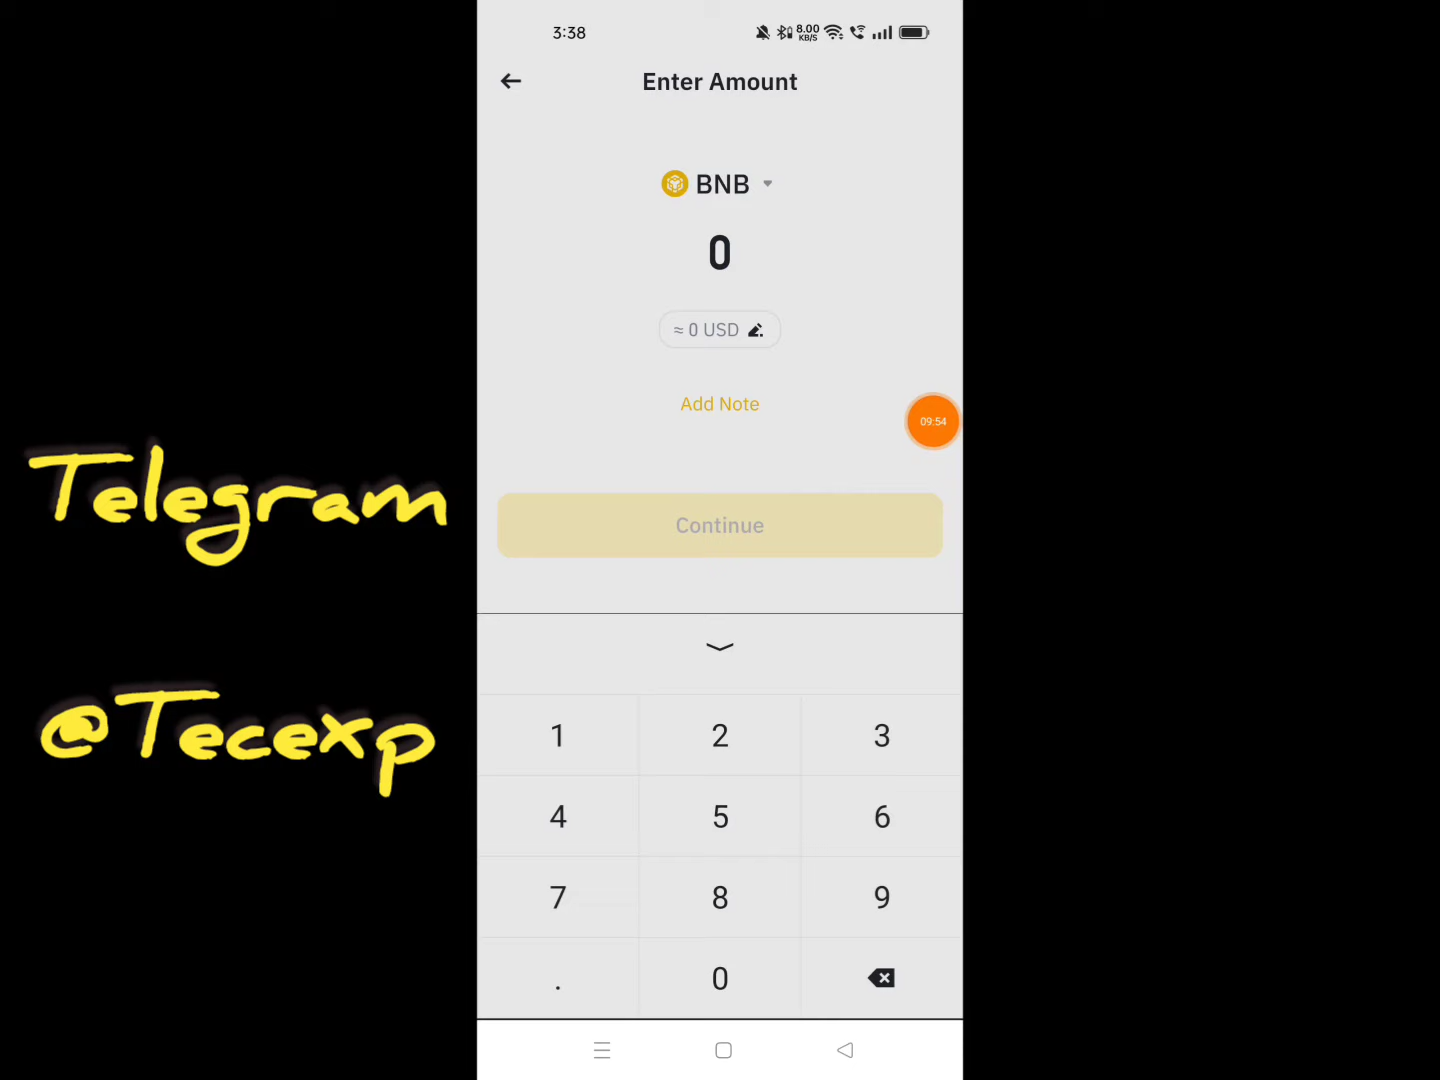 3:38
8.00
KB/S
Enter Amount
BNB
0
≈ 0 USD
Add Note
09:54
Continue
Telegram
@Tecexp
1 2 3
4 5 6
7 8 9
. 0